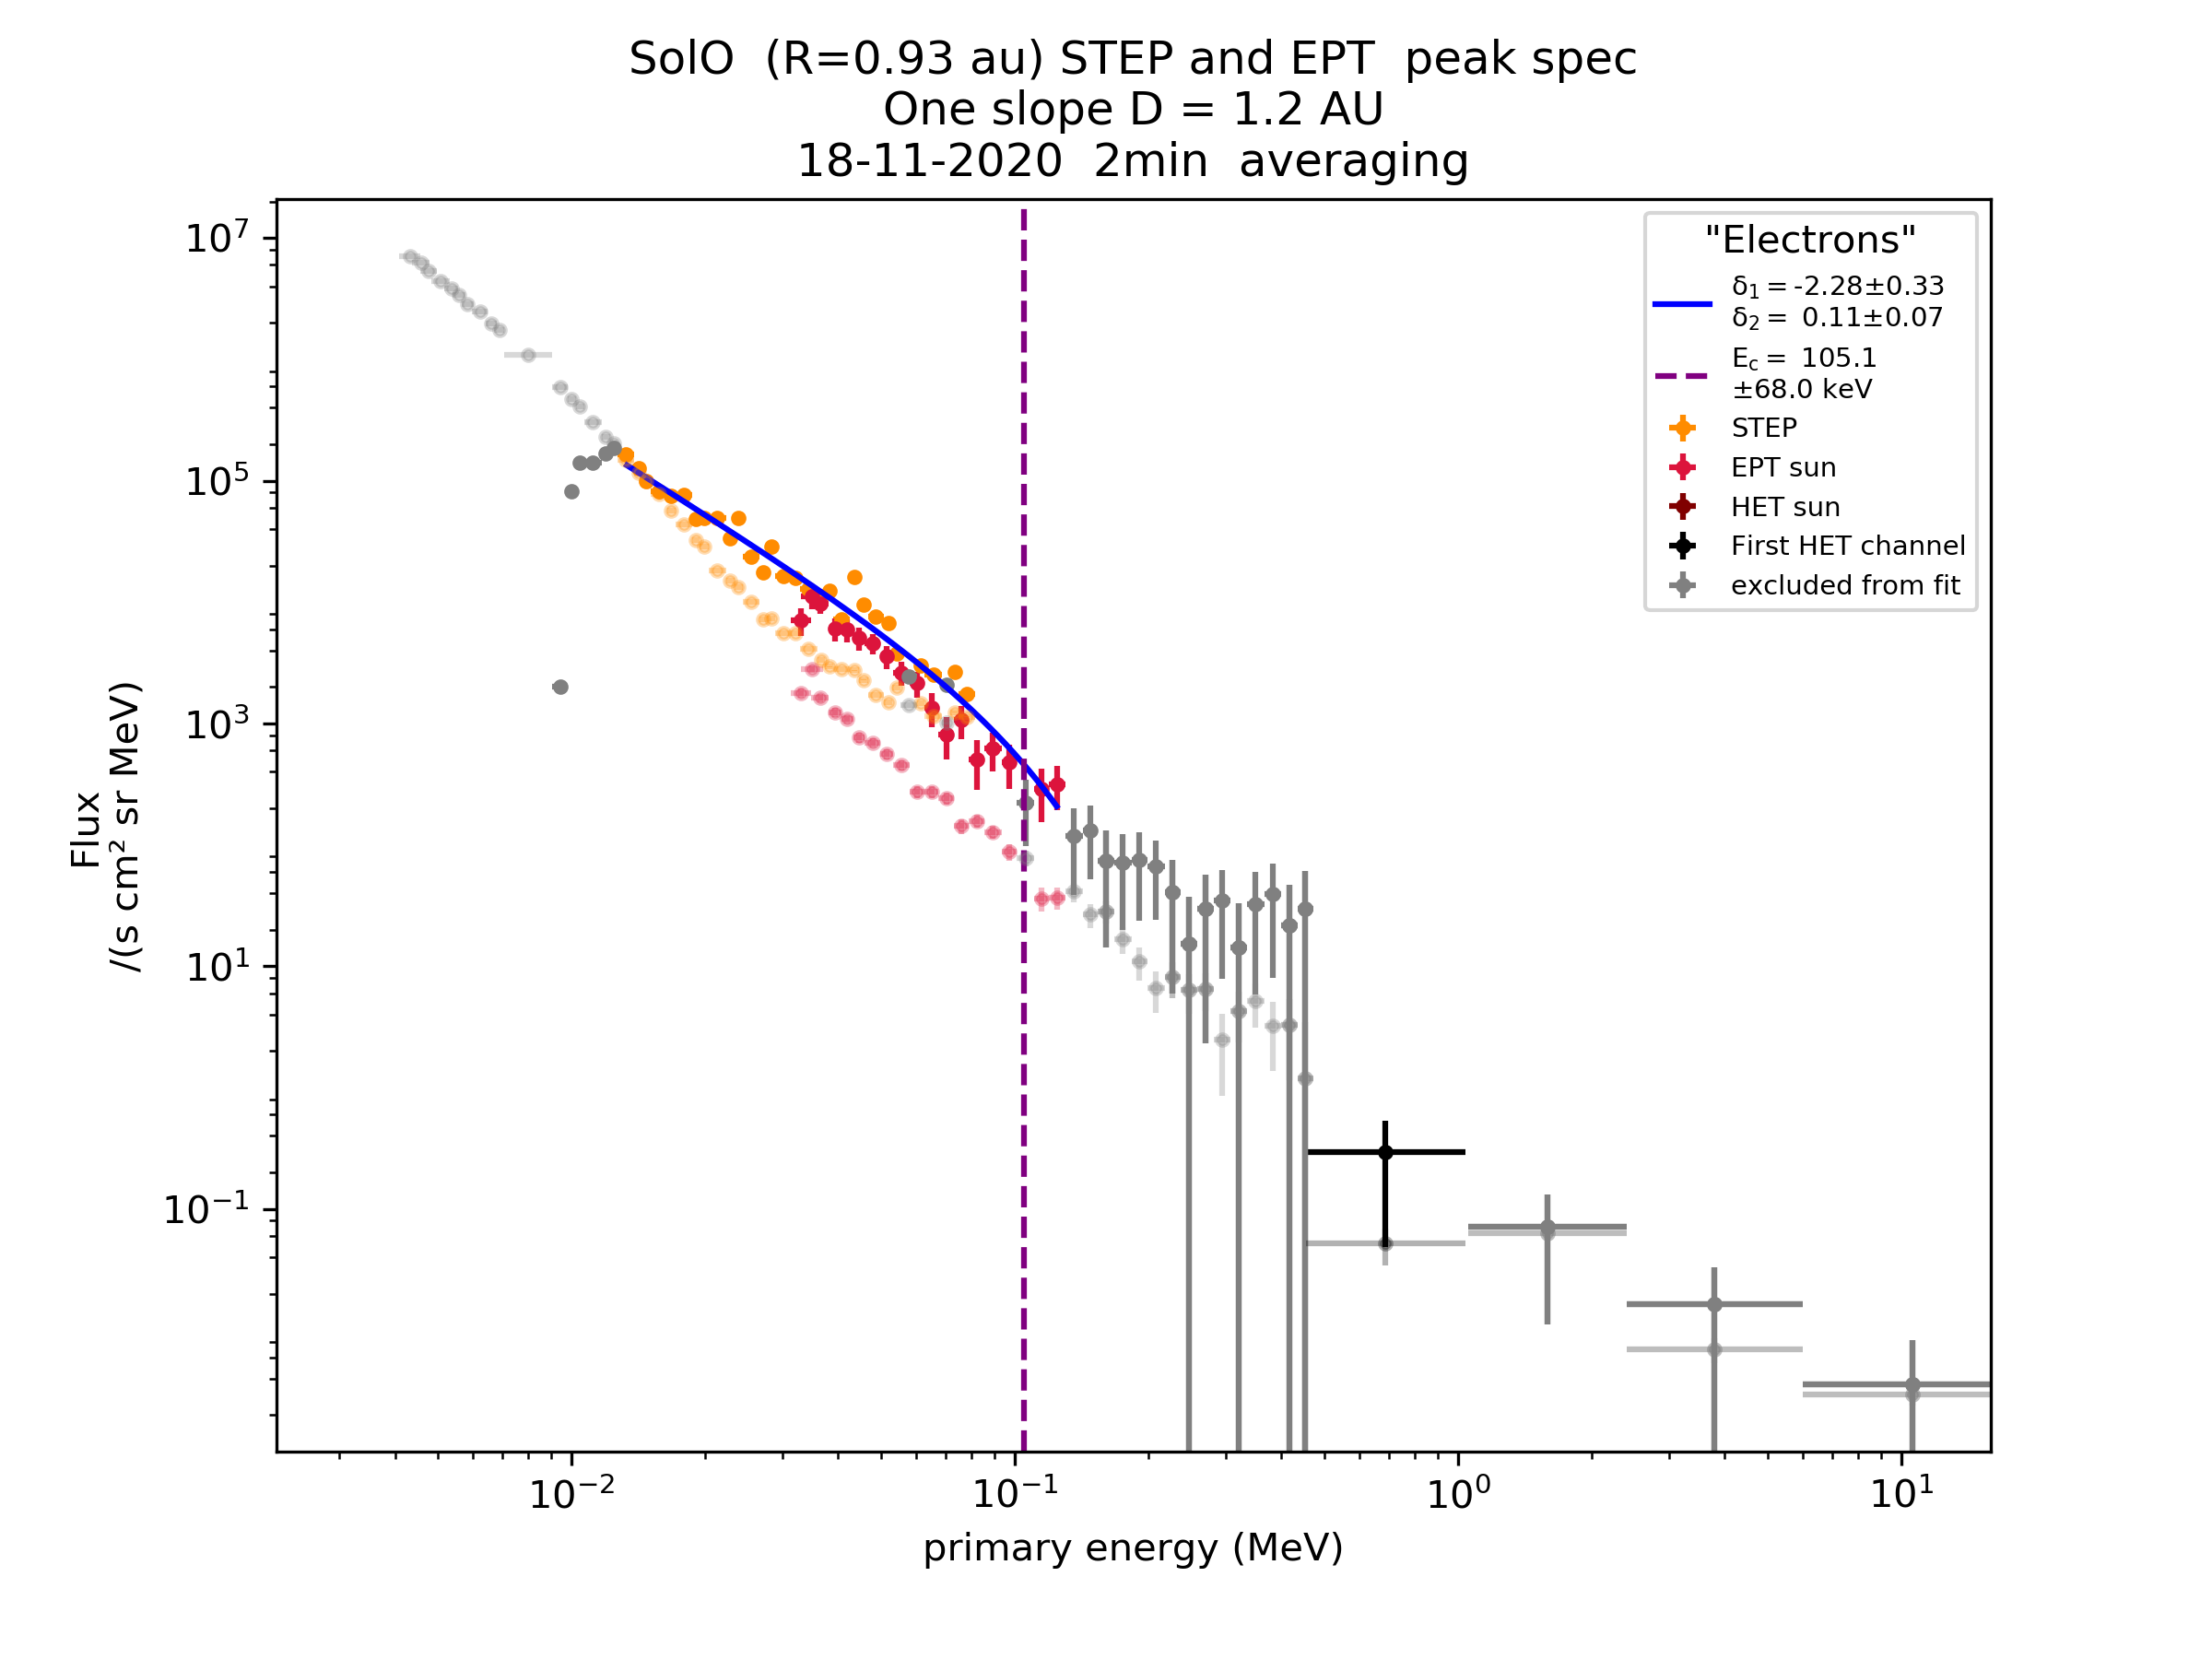 SolO  (R=0.93 au) STEP and EPT  peak spec
One slope D = 1.2 AU
18-11-2020  2min  averaging
"Electrons"
δ₁ = -2.28±0.33
δ₂ =  0.11±0.07
E_c =  105.1
±68.0 keV
STEP
EPT sun
HET sun
First HET channel
excluded from fit
Flux
/(s cm² sr MeV)
10⁷
10⁵
10³
10¹
10⁻¹
10⁻² 10⁻¹ 10⁰ 10¹
primary energy (MeV)